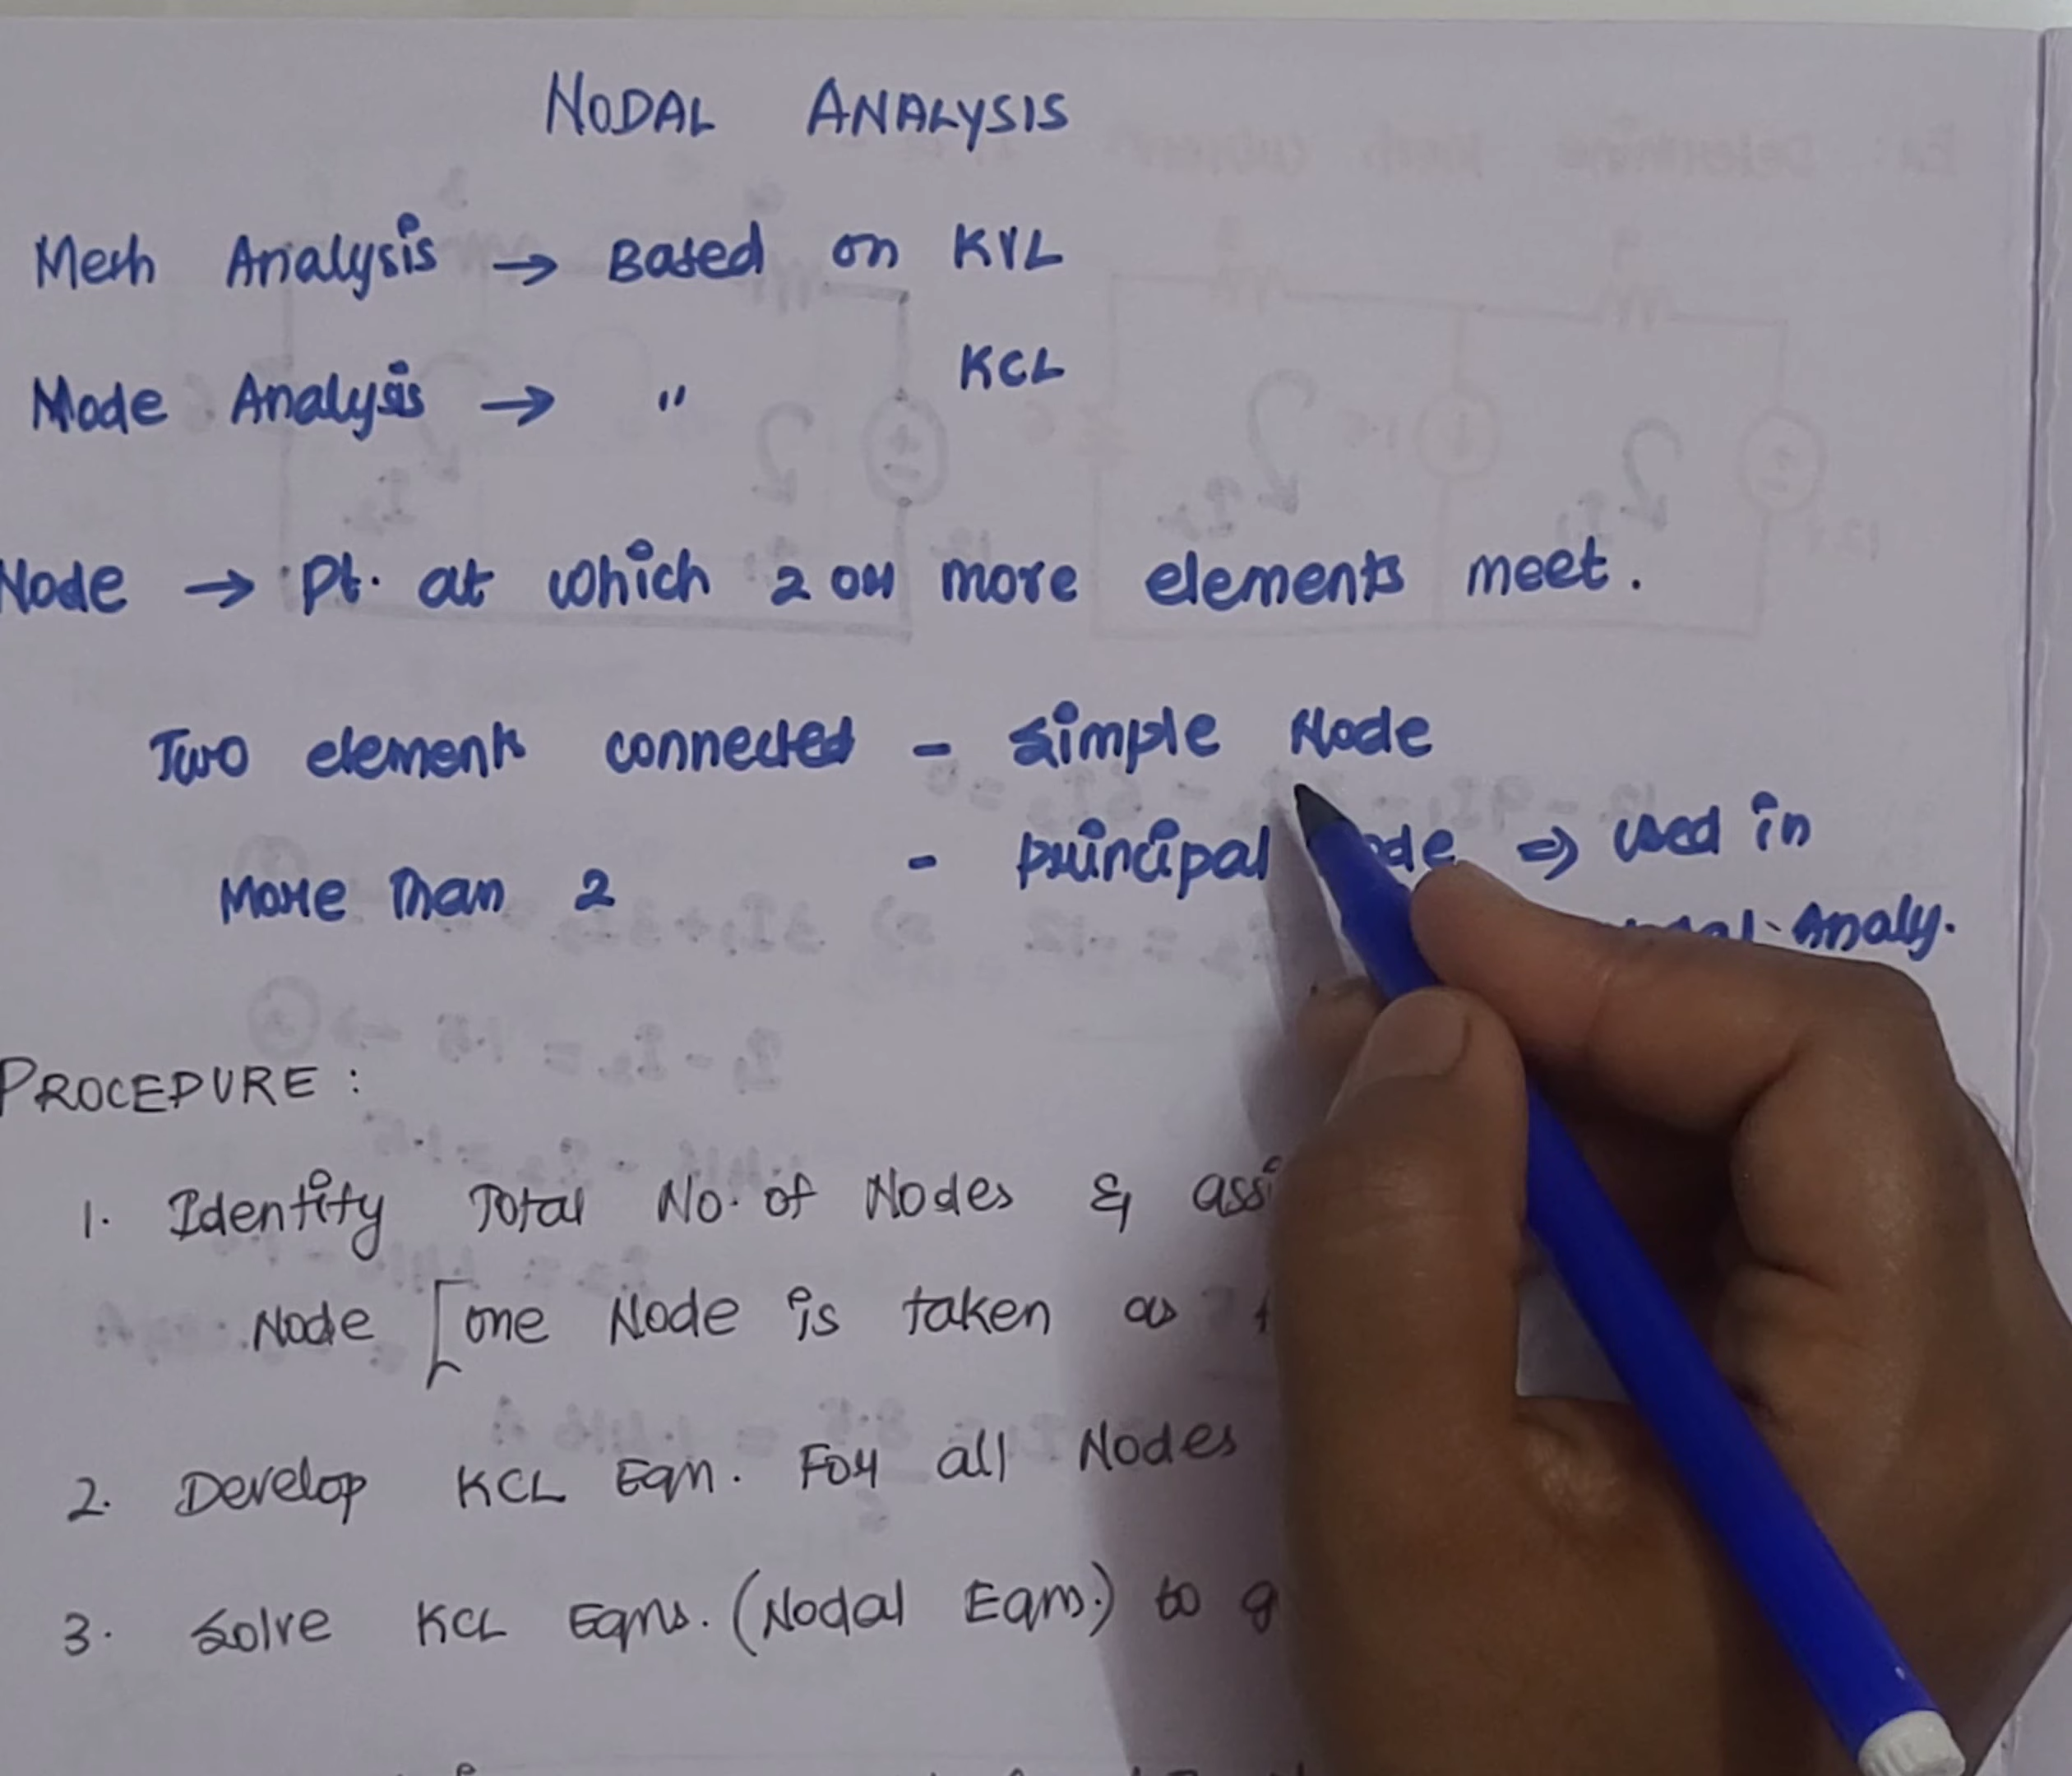 NODAL ANALYSIS
Mesh Analysis → Based on KVL
Node Analysis → " KCL
Node → Pt. at which 2 or more elements meet.
Two elements connected - Simple Node
More than 2 - principal Node ⇒ used in
Analy.
PROCEDURE :
1. Identity Total No. of Nodes & assi
Node [one Node is taken as
2. Develop KCL Eqn. For all Nodes
3. Solve KCL Eqns. (Nodal Eqns.) to g